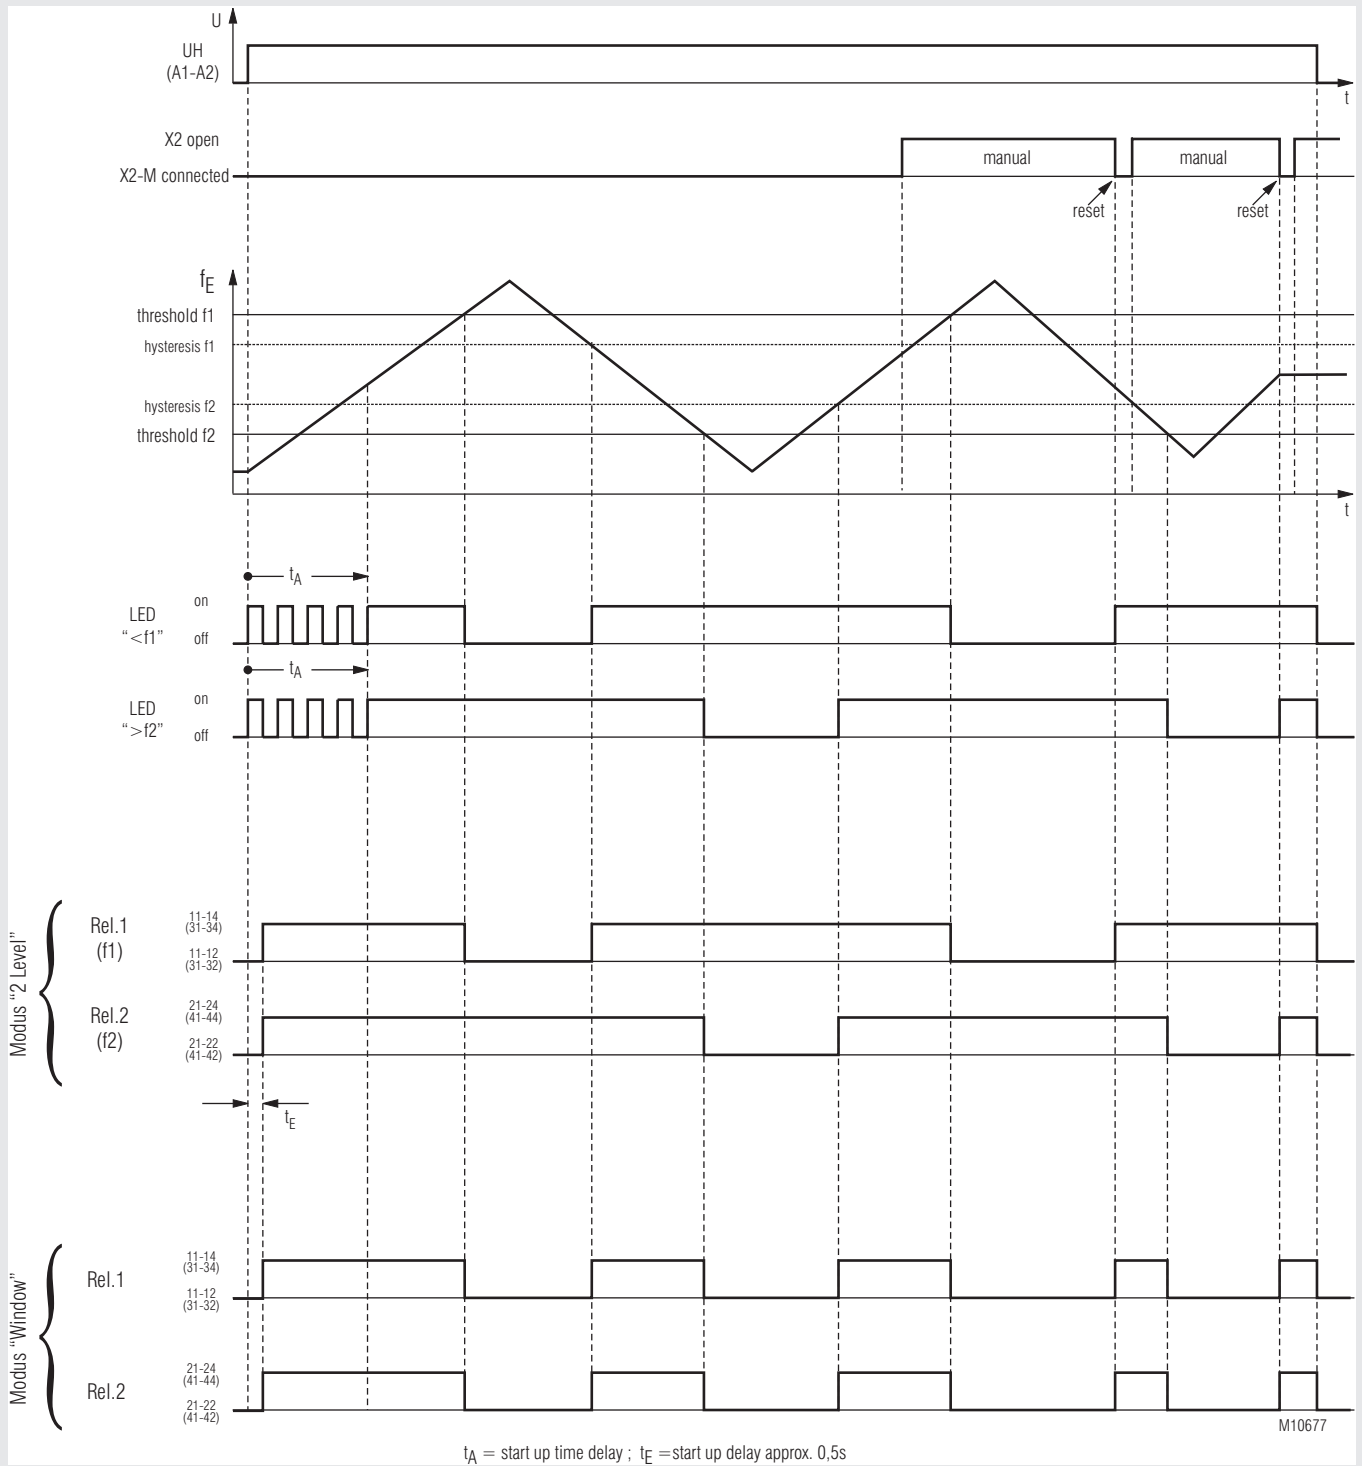 U
UH
(A1-A2)
t
X2 open
X2-M connected
manual
manual
reset
reset
fE
threshold f1
hysteresis f1
hysteresis f2
threshold f2
t
tA
LED
“<f1”
on
off
tA
LED
“>f2”
on
off
Modus “2 Level”
Rel.1
(f1)
11-14
(31-34)
11-12
(31-32)
Rel.2
(f2)
21-24
(41-44)
21-22
(41-42)
tE
Modus “Window”
Rel.1
11-14
(31-34)
11-12
(31-32)
Rel.2
21-24
(41-44)
21-22
(41-42)
M10677
tA = start up time delay ; tE =start up delay approx. 0,5s